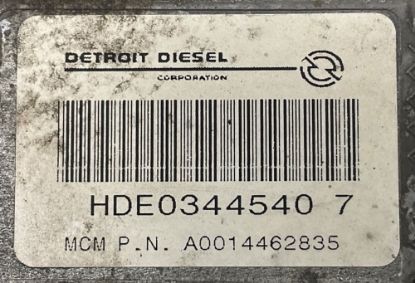 DETROIT DIESEL
CORPORATION
HDE0344540 7
MCM P.N. A0014462835